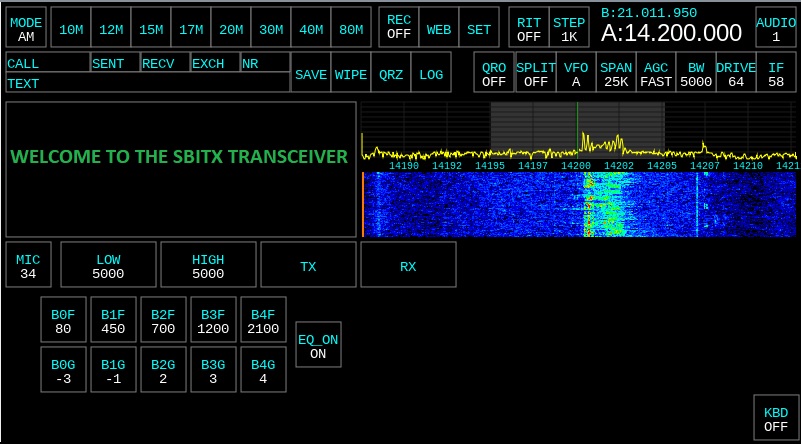 MODE
AM
10M 12M 15M 17M 20M 30M 40M 80M
REC
OFF
WEB SET
RIT
OFF
STEP
1K
B:21.011.950
A:14.200.000
AUDIO
1
CALL SENT RECV EXCH NR
TEXT
SAVE WIPE QRZ LOG
QRO
OFF
SPLIT
OFF
VFO
A
SPAN
25K
AGC
FAST
BW
5000
DRIVE
64
IF
58
WELCOME TO THE SBITX TRANSCEIVER
14190 14192 14195 14197 14200 14202 14205 14207 14210 1421
MIC
34
LOW
5000
HIGH
5000
TX
RX
B0F
80
B1F
450
B2F
700
B3F
1200
B4F
2100
EQ_ON
ON
B0G
-3
B1G
-1
B2G
2
B3G
3
B4G
4
KBD
OFF